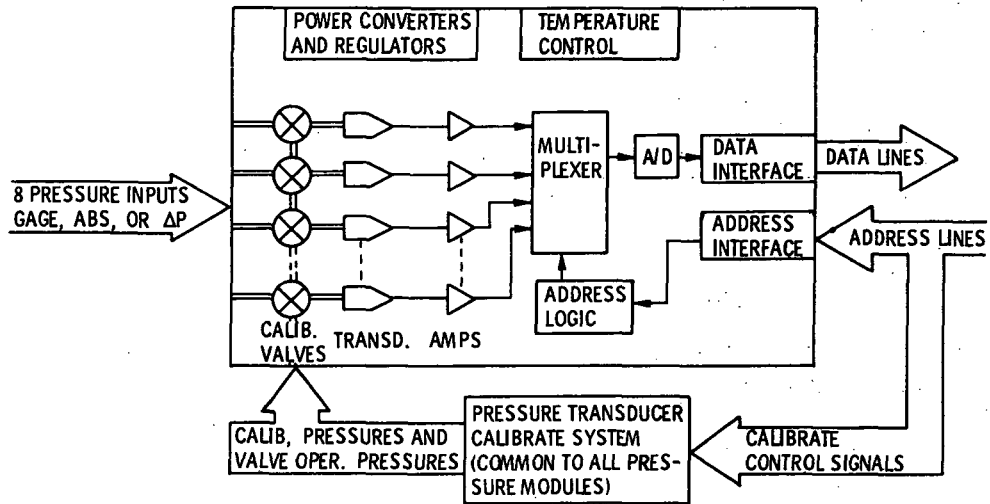 POWER CONVERTERS
AND REGULATORS
TEMPERATURE
CONTROL
MULTI-
PLEXER
A/D
DATA
INTERFACE
DATA LINES
8 PRESSURE INPUTS
GAGE, ABS, OR ΔP
ADDRESS
INTERFACE
ADDRESS LINES
ADDRESS
LOGIC
CALIB.
VALVES
TRANSD.
AMPS
CALIB, PRESSURES AND
VALVE OPER. PRESSURES
PRESSURE TRANSDUCER
CALIBRATE SYSTEM
(COMMON TO ALL PRES-
SURE MODULES)
CALIBRATE
CONTROL SIGNALS